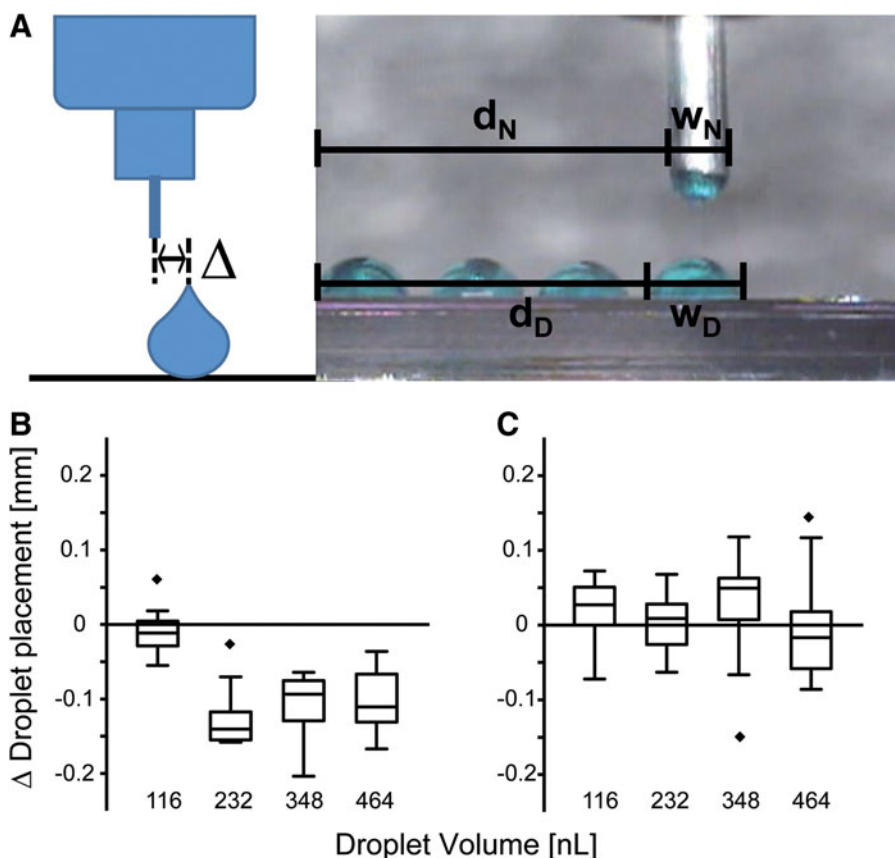 A
Δ
d_N
w_N
d_D
w_D
B
C
Δ Droplet placement [mm]
0.2
0.1
0
-0.1
-0.2
116 232 348 464
0.2
0.1
0
-0.1
-0.2
116 232 348 464
Droplet Volume [nL]